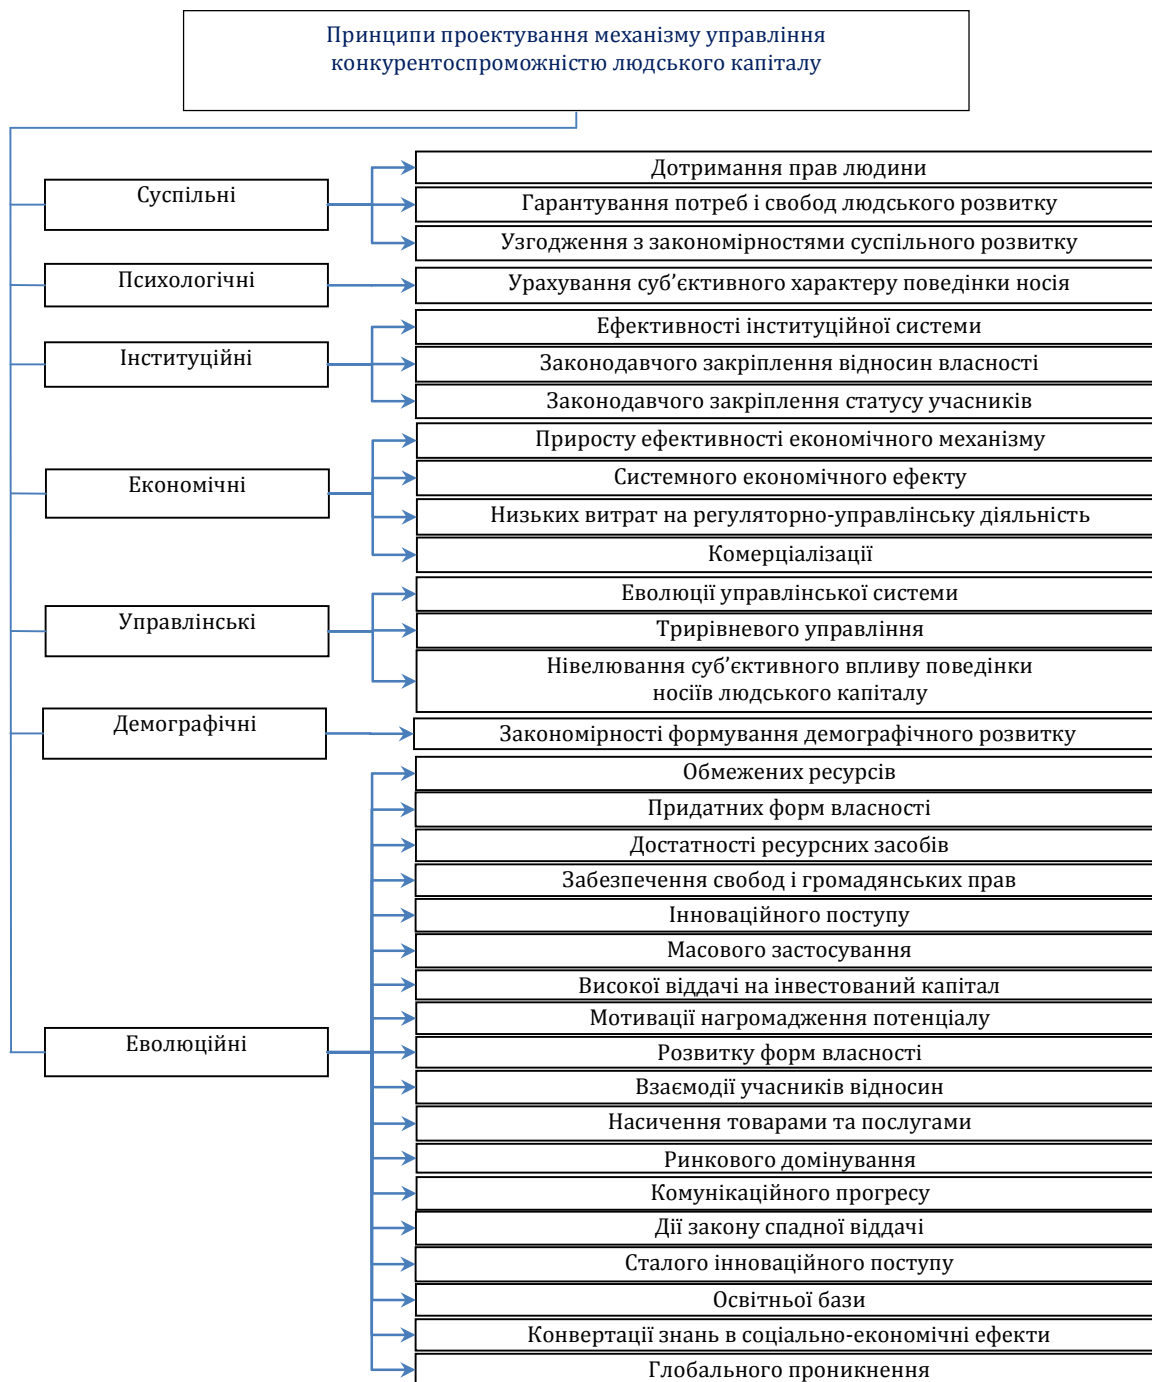 Принципи проектування механізму управління
конкурентоспроможністю людського капіталу
Суспільні
Дотримання прав людини
Гарантування потреб і свобод людського розвитку
Узгодження з закономірностями суспільного розвитку
Психологічні
Урахування суб’єктивного характеру поведінки носія
Інституційні
Ефективності інституційної системи
Законодавчого закріплення відносин власності
Законодавчого закріплення статусу учасників
Економічні
Приросту ефективності економічного механізму
Системного економічного ефекту
Низьких витрат на регуляторно-управлінську діяльність
Комерціалізації
Управлінські
Еволюції управлінської системи
Трирівневого управління
Нівелювання суб’єктивного впливу поведінки
носіїв людського капіталу
Демографічні
Закономірності формування демографічного розвитку
Еволюційні
Обмежених ресурсів
Придатних форм власності
Достатності ресурсних засобів
Забезпечення свобод і громадянських прав
Інноваційного поступу
Масового застосування
Високої віддачі на інвестований капітал
Мотивації нагромадження потенціалу
Розвитку форм власності
Взаємодії учасників відносин
Насичення товарами та послугами
Ринкового домінування
Комунікаційного прогресу
Дії закону спадної віддачі
Сталого інноваційного поступу
Освітньої бази
Конвертації знань в соціально-економічні ефекти
Глобального проникнення